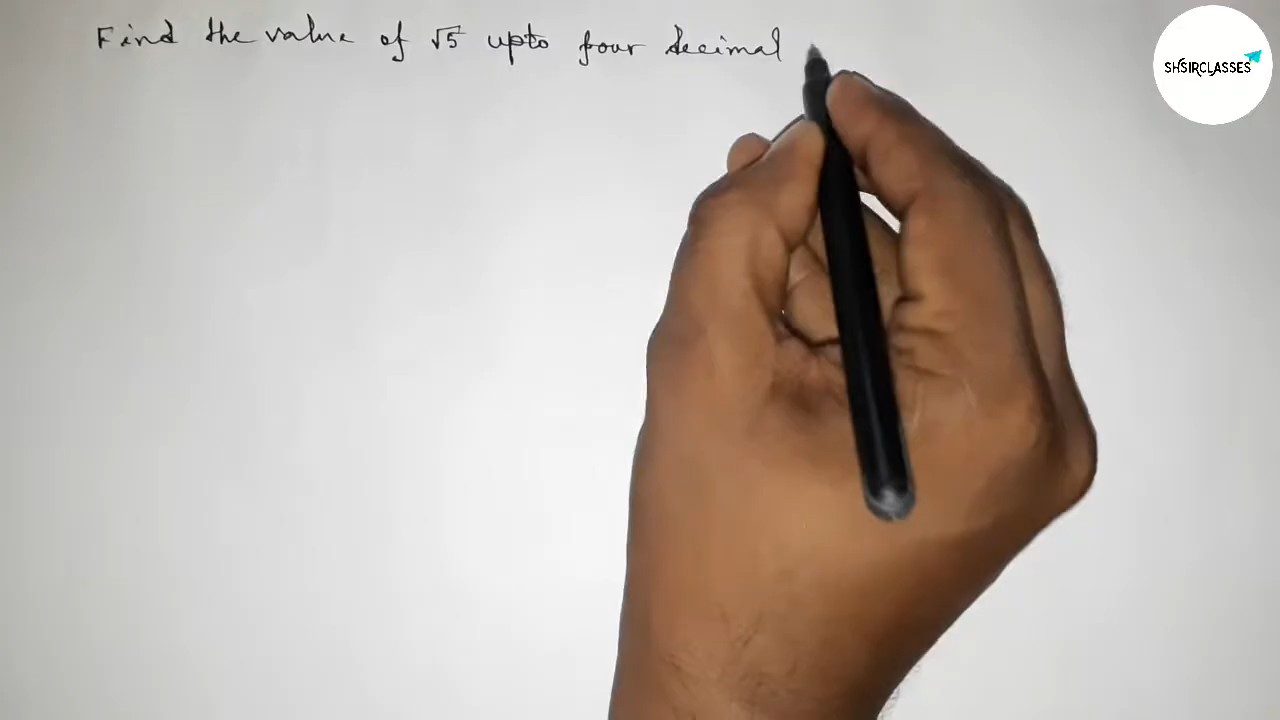 Find the value of √5 upto four decimal
SHSIRCLASSES